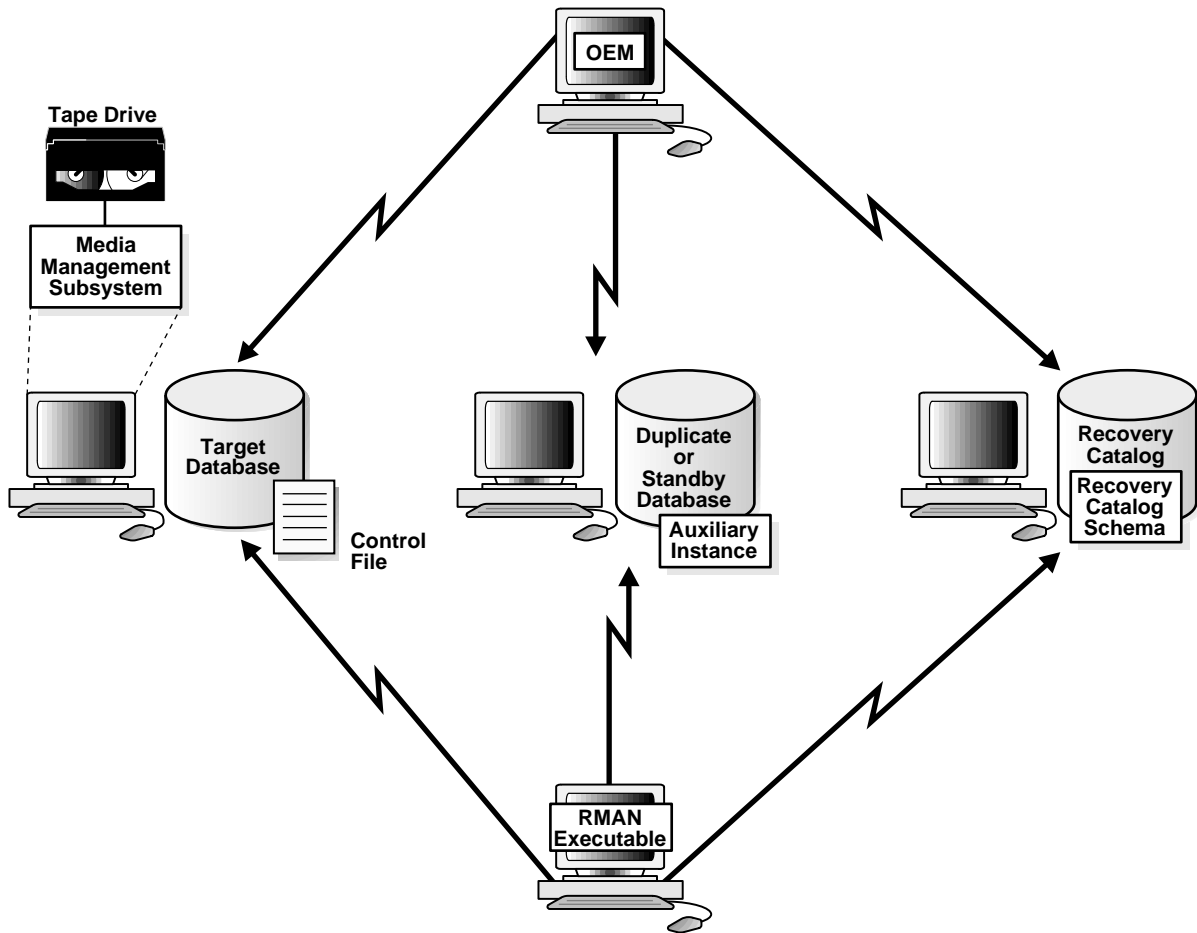 OEM
Tape Drive
Media
Management
Subsystem
Target
Database
Control
File
Duplicate
or
Standby
Database
Auxiliary
Instance
Recovery
Catalog
Recovery
Catalog
Schema
RMAN
Executable